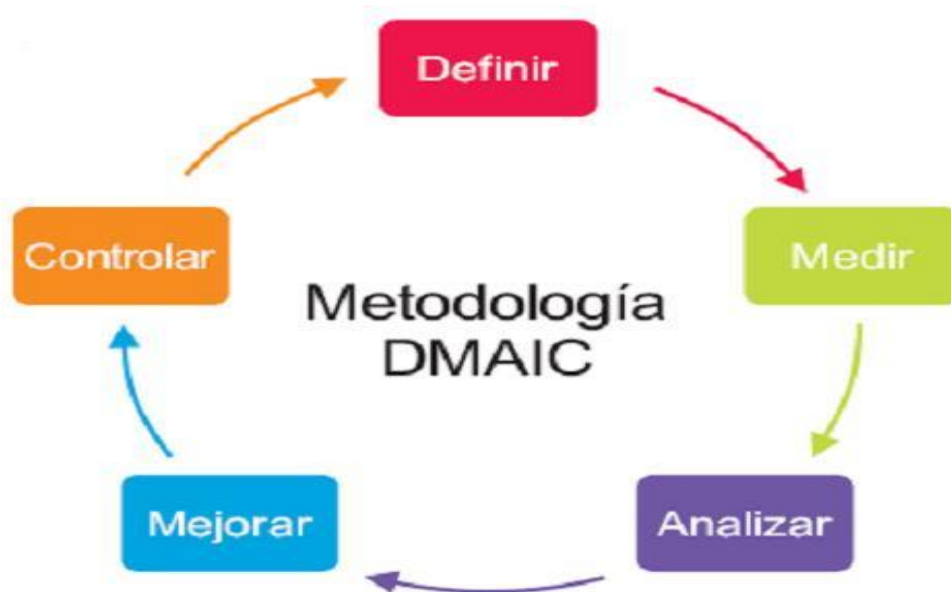 Definir
Medir
Analizar
Mejorar
Controlar
Metodología
DMAIC